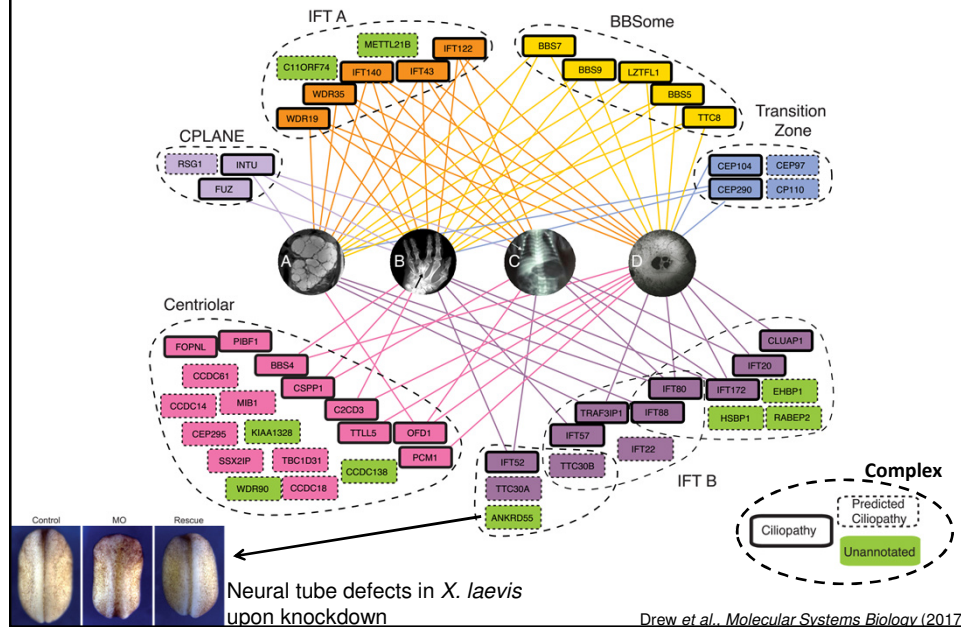 IFT A
BBSome
METTL21B
IFT122
C11ORF74
IFT140
IFT43
WDR35
WDR19
BBS7
BBS9
LZTFL1
BBS5
TTC8
CPLANE
RSG1
INTU
FUZ
Transition
Zone
CEP104
CEP97
CEP290
CP110
A
B
C
D
Centriolar
FOPNL
PIBF1
BBS4
CCDC61
CSPP1
CCDC14
MIB1
C2CD3
CEP295
KIAA1328
TTLL5
OFD1
SSX2IP
TBC1D31
PCM1
CCDC138
WDR90
CCDC18
CLUAP1
IFT20
IFT80
IFT172
EHBP1
TRAF3IP1
IFT88
HSBP1
RABEP2
IFT57
IFT22
IFT52
TTC30B
TTC30A
ANKRD55
IFT B
Complex
Ciliopathy
Predicted
Ciliopathy
Unannotated
Control
MO
Rescue
Neural tube defects in X. laevis
upon knockdown
Drew et al., Molecular Systems Biology (2017